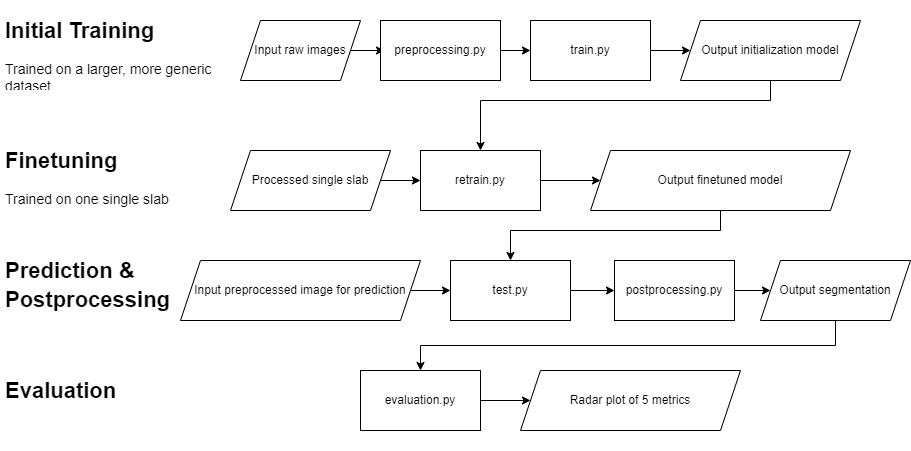 Initial Training
Trained on a larger, more generic
dataset
Input raw images
preprocessing.py
train.py
Output initialization model
Finetuning
Trained on one single slab
Processed single slab
retrain.py
Output finetuned model
Prediction &
Postprocessing
Input preprocessed image for prediction
test.py
postprocessing.py
Output segmentation
Evaluation
evaluation.py
Radar plot of 5 metrics